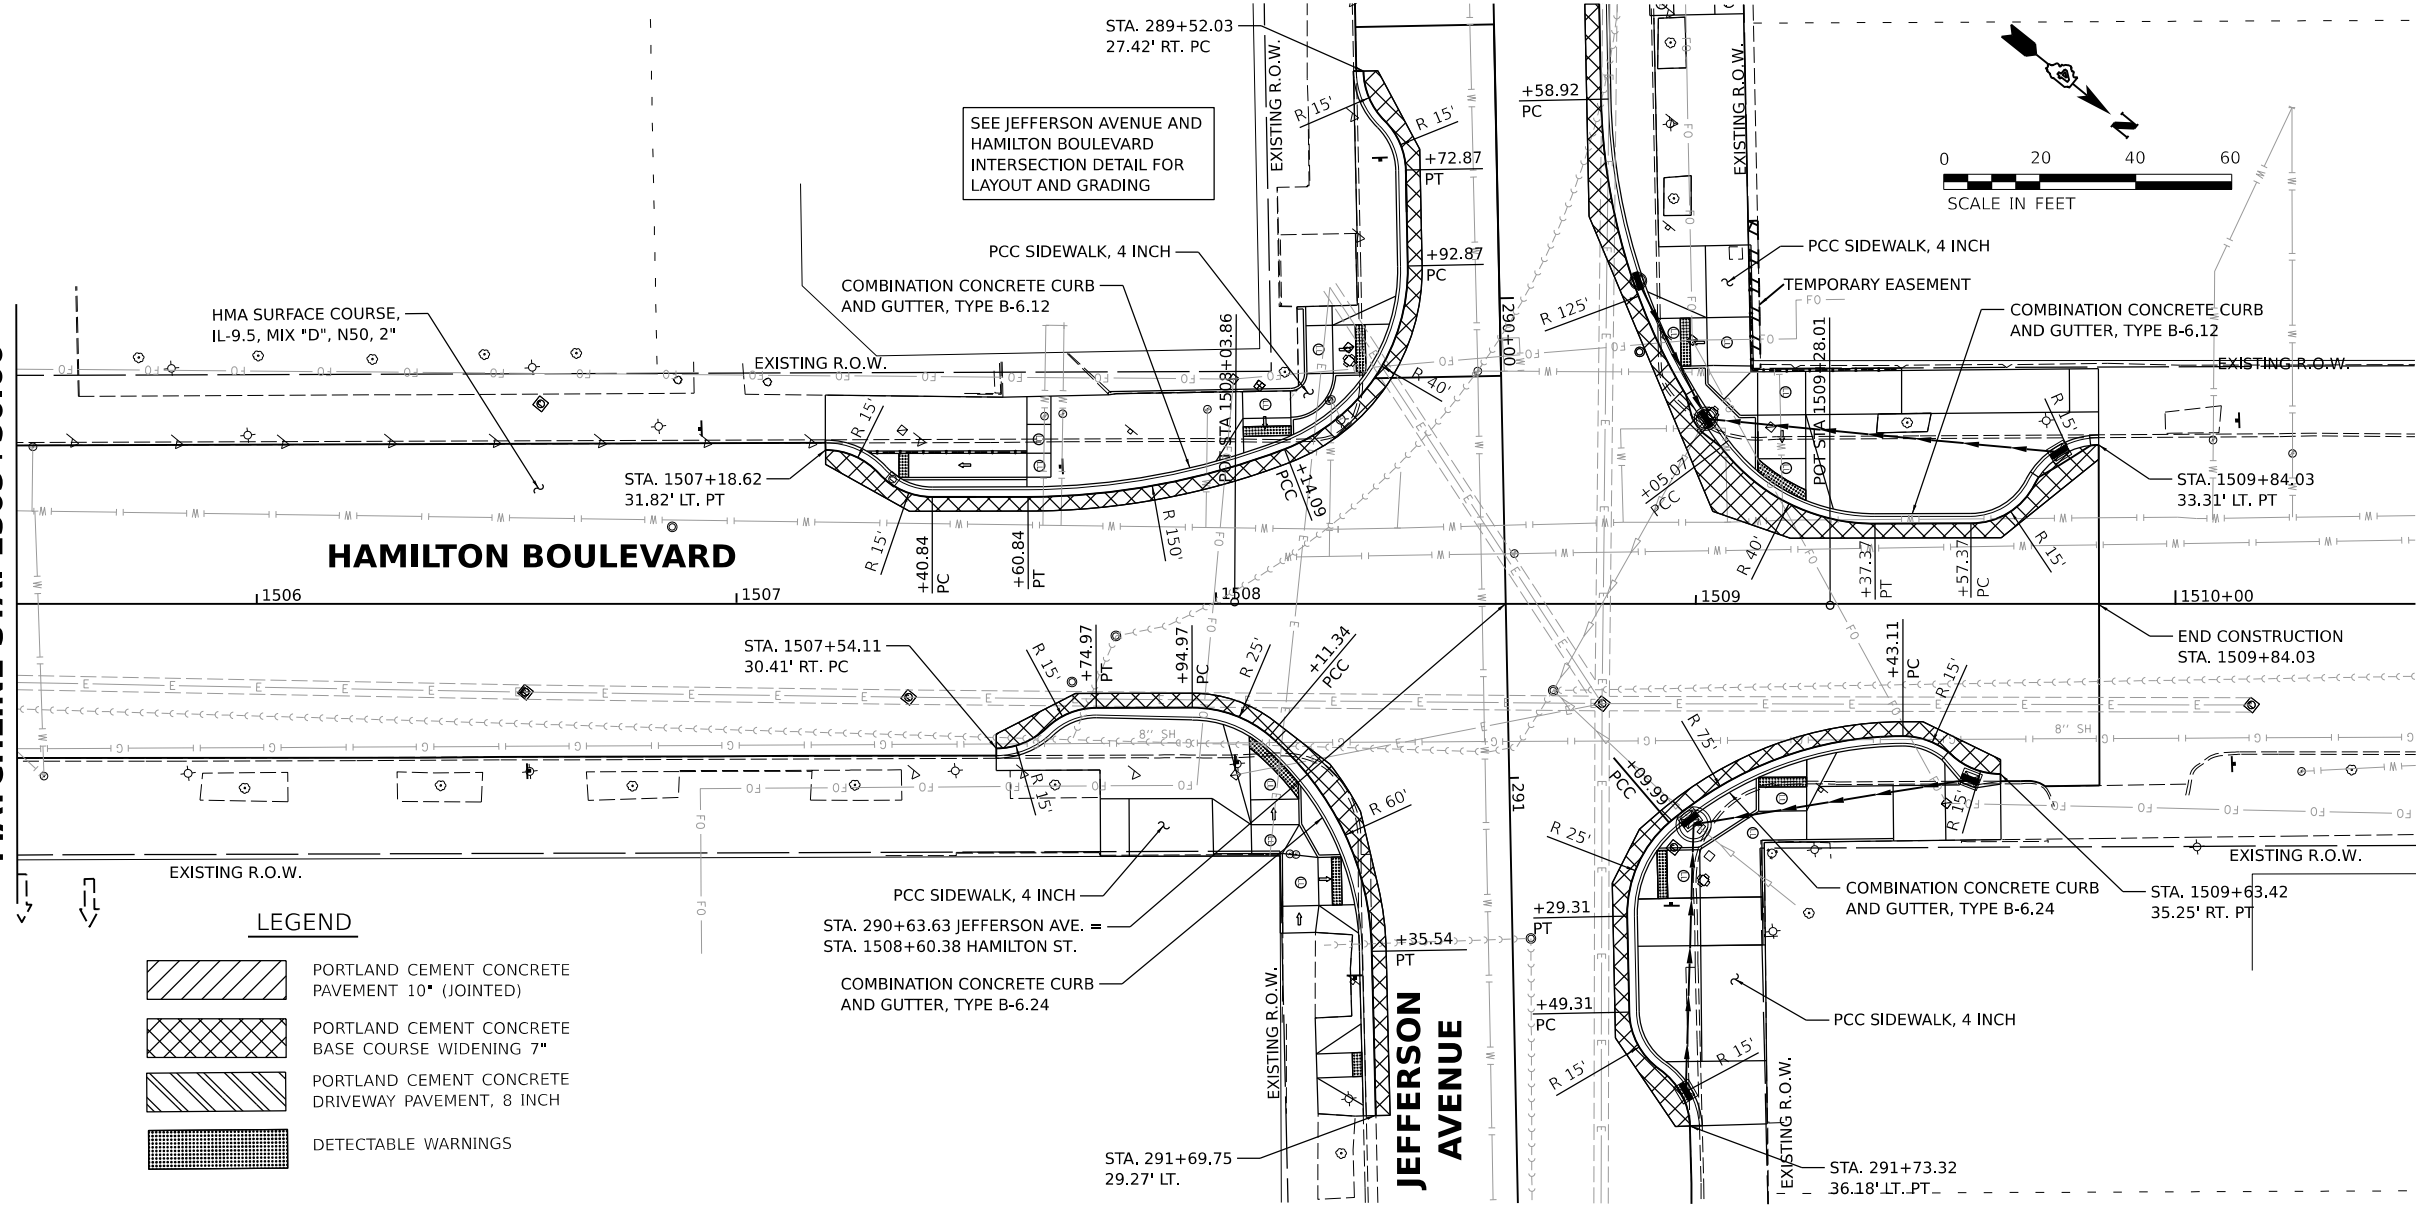 STA. 289+52.03
27.42' RT. PC
SEE JEFFERSON AVENUE AND
HAMILTON BOULEVARD
INTERSECTION DETAIL FOR
LAYOUT AND GRADING
EXISTING R.O.W.
R 15'
R 15'
+72.87
PT
+92.87
PC
+58.92
PC
EXISTING R.O.W.
N
0 20 40 60
SCALE IN FEET
PCC SIDEWALK, 4 INCH
COMBINATION CONCRETE CURB
AND GUTTER, TYPE B-6.12
HMA SURFACE COURSE,
IL-9.5, MIX "D", N50, 2"
EXISTING R.O.W.
POT STA 1508+03.86
R 40'
290+00
R 125'
PCC SIDEWALK, 4 INCH
TEMPORARY EASEMENT
COMBINATION CONCRETE CURB
AND GUTTER, TYPE B-6.12
POT STA 1509+28.01
EXISTING R.O.W.
R 15'
STA. 1507+18.62
31.82' LT. PT
R 15'
+40.84
PC
+60.84
PT
R 150'
+14.09
PCC
+05.07
PCC
R 40'
+37.37
PT
+57.37
PC
R 15'
R 15'
STA. 1509+84.03
33.31' LT. PT
HAMILTON BOULEVARD
1506
1507
1508
1509
1510+00
STA. 1507+54.11
30.41' RT. PC
R 15'
+74.97
PT
+94.97
PC
R 25'
+11.34
PCC
R 15'
8" SH
R 60'
291
+43.11
PC
R 15'
R 75'
+09.99
PCC
R 25'
R 15'
8" SH
END CONSTRUCTION
STA. 1509+84.03
EXISTING R.O.W.
PCC SIDEWALK, 4 INCH
STA. 290+63.63 JEFFERSON AVE. =
STA. 1508+60.38 HAMILTON ST.
COMBINATION CONCRETE CURB
AND GUTTER, TYPE B-6.24
EXISTING R.O.W.
+35.54
PT
+29.31
PT
+49.31
PC
R 15'
R 15'
COMBINATION CONCRETE CURB
AND GUTTER, TYPE B-6.24
STA. 1509+63.42
35.25' RT. PT
EXISTING R.O.W.
PCC SIDEWALK, 4 INCH
EXISTING R.O.W.
STA. 291+69.75
29.27' LT.
STA. 291+73.32
36.18' LT. PT
JEFFERSON
AVENUE
LEGEND
PORTLAND CEMENT CONCRETE
PAVEMENT 10" (JOINTED)
PORTLAND CEMENT CONCRETE
BASE COURSE WIDENING 7"
PORTLAND CEMENT CONCRETE
DRIVEWAY PAVEMENT, 8 INCH
DETECTABLE WARNINGS